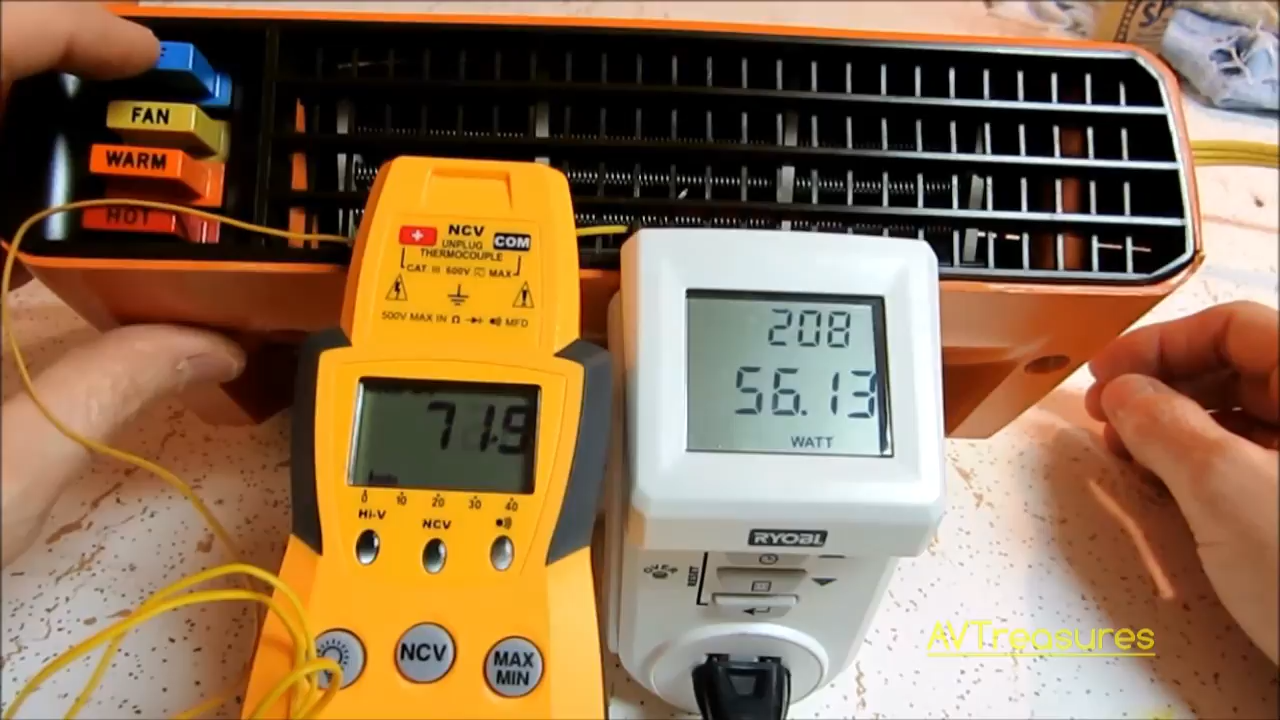 FAN
WARM
HOT
NCV
COM
UNPLUG
THERMOCOUPLE
CAT. III 600V MAX
500V MAX IN Ω MFD
71.9
0 10 20 30 40
Hi-V
NCV
NCV
MAX
MIN
208
56.13
WATT
RYOBI
RESET
AVTreasures